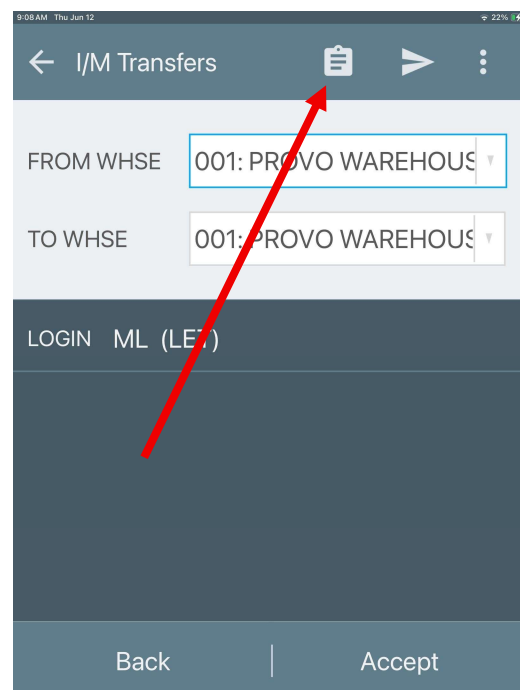 9:08 AM Thu Jun 12 22%
I/M Transfers
FROM WHSE 001: PROVO WAREHOUS
TO WHSE 001: PROVO WAREHOUS
LOGIN ML (LET)
Back Accept